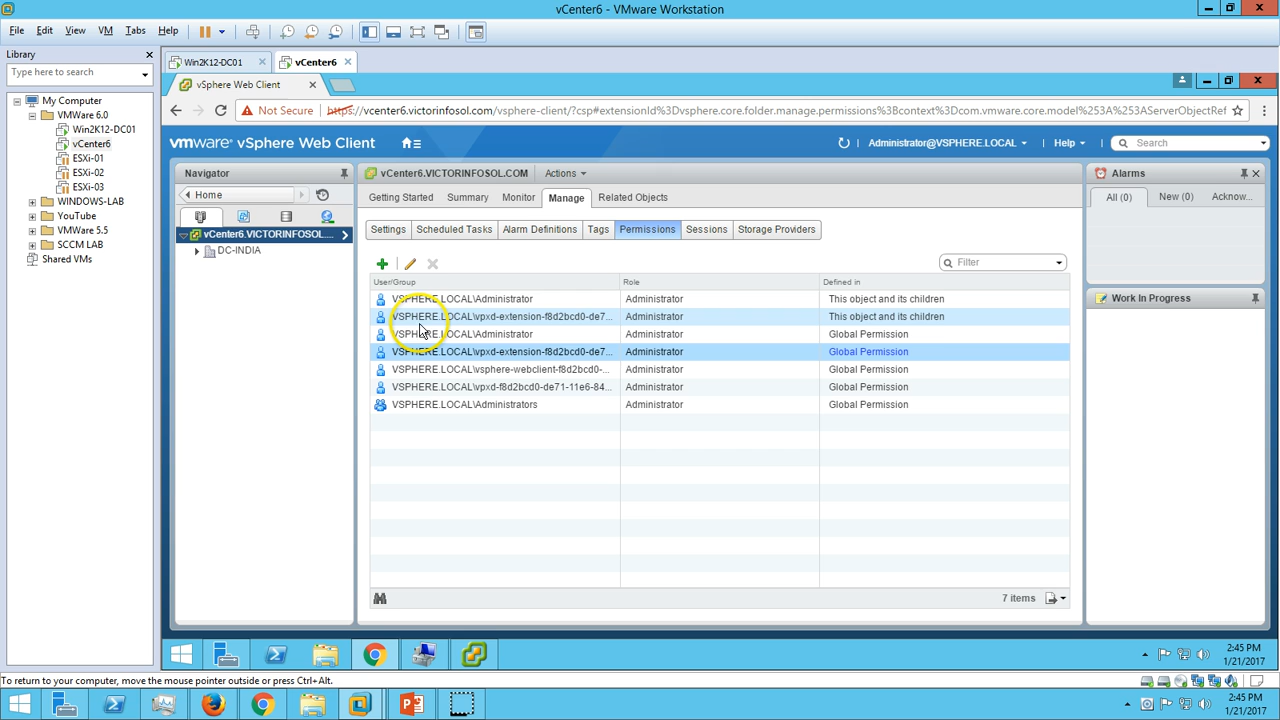 vCenter6 - VMware Workstation
File Edit View VM Tabs Help
Library
Type here to search
My Computer
VMware 6.0
Win2K12-DC01
vCenter6
ESXi-01
ESXi-02
ESXi-03
WINDOWS-LAB
YouTube
VMware 5.5
SCCM LAB
Shared VMs
Win2K12-DC01 vCenter6
vSphere Web Client
Not Secure https://vcenter6.victorinfosol.com/vsphere-client/?csp#extensionId%3Dvsphere.core.folder.manage.permissions%3Bcontext%3Dcom.vmware.core.model%253A%253AServerObjectRef
vmware® vSphere Web Client Administrator@VSPHERE.LOCAL Help Search
Navigator
Home
vCenter6.VICTORINFOSOL....
DC-INDIA
vCenter6.VICTORINFOSOL.COM Actions
Getting Started Summary Monitor Manage Related Objects
Settings Scheduled Tasks Alarm Definitions Tags Permissions Sessions Storage Providers
Filter
User/Group Role Defined in
VSPHERE.LOCAL\Administrator Administrator This object and its children
VSPHERE.LOCAL\vpxd-extension-f8d2bcd0-de7... Administrator This object and its children
VSPHERE.LOCAL\Administrator Administrator Global Permission
VSPHERE.LOCAL\vpxd-extension-f8d2bcd0-de7... Administrator Global Permission
VSPHERE.LOCAL\vsphere-webclient-f8d2bcd0-... Administrator Global Permission
VSPHERE.LOCAL\vpxd-f8d2bcd0-de71-11e6-84... Administrator Global Permission
VSPHERE.LOCAL\Administrators Administrator Global Permission
7 items
Alarms
All (0) New (0) Acknow...
Work In Progress
2:45 PM
1/21/2017
To return to your computer, move the mouse pointer outside or press Ctrl+Alt.
2:45 PM
1/21/2017